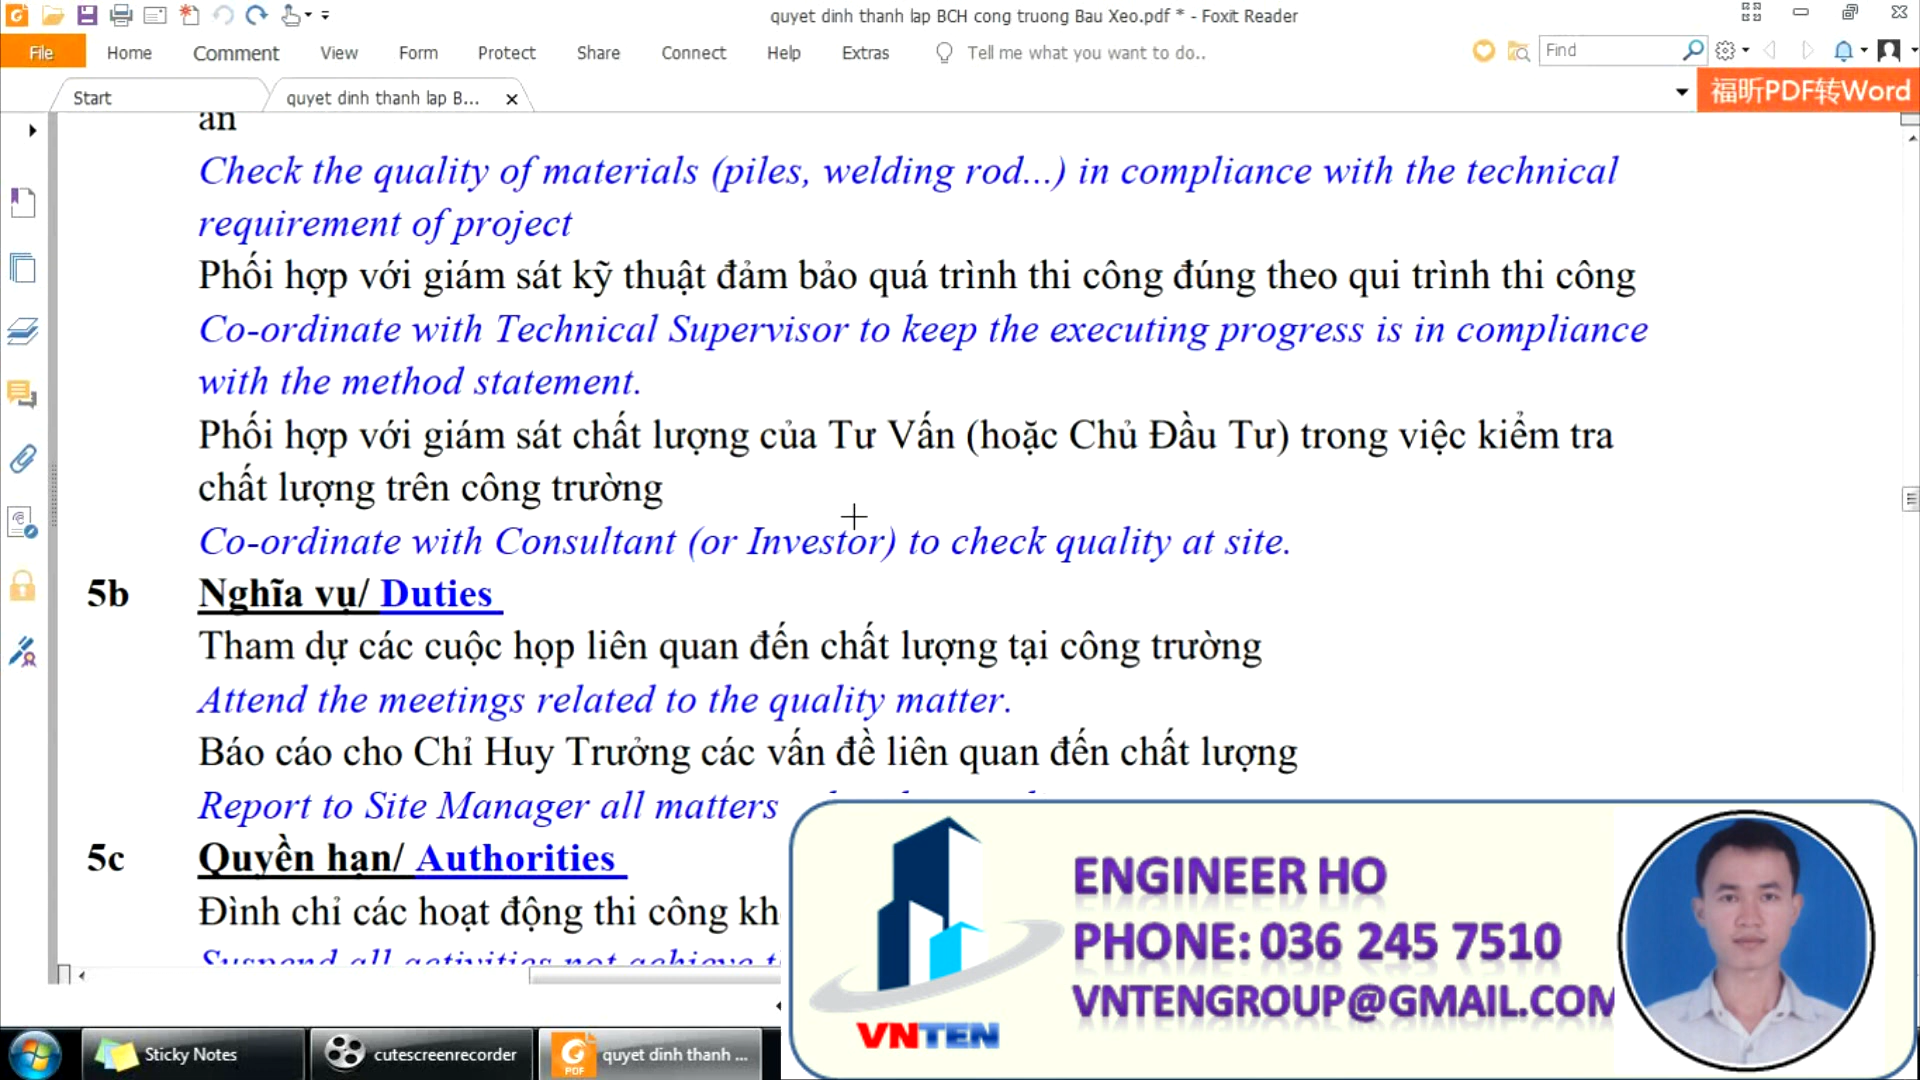 quyet dinh thanh lap BCH cong truong Bau Xeo.pdf * - Foxit Reader
File Home Comment View Form Protect Share Connect Help Extras Tell me what you want to do.. Find
Start quyet dinh thanh lap B... 福昕PDF转Word
án
Check the quality of materials (piles, welding rod...) in compliance with the technical
requirement of project
Phối hợp với giám sát kỹ thuật đảm bảo quá trình thi công đúng theo qui trình thi công
Co-ordinate with Technical Supervisor to keep the executing progress is in compliance
with the method statement.
Phối hợp với giám sát chất lượng của Tư Vấn (hoặc Chủ Đầu Tư) trong việc kiểm tra
chất lượng trên công trường
Co-ordinate with Consultant (or Investor) to check quality at site.
5b Nghĩa vụ/ Duties
Tham dự các cuộc họp liên quan đến chất lượng tại công trường
Attend the meetings related to the quality matter.
Báo cáo cho Chỉ Huy Trưởng các vấn đề liên quan đến chất lượng
Report to Site Manager all matters
5c Quyền hạn/ Authorities
Đình chỉ các hoạt động thi công
Suspend all activities not achieve
ENGINEER HO
PHONE: 036 245 7510
VNTENGROUP@GMAIL.COM
VNTEN
Sticky Notes cutescreenrecorder PDF quyet dinh thanh ...